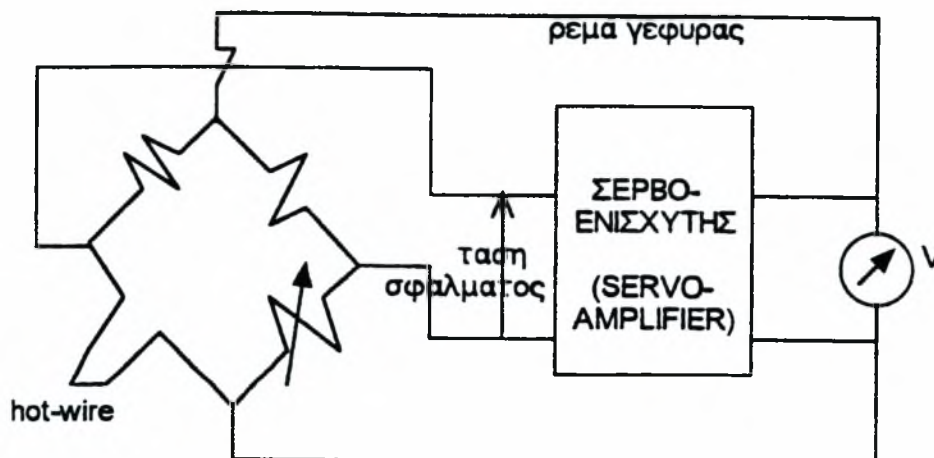 ρεμα γεφυρας
ΣΕΡΒΟ-
ΕΝΙΣΧΥΤΗΣ
(SERVO-
AMPLIFIER)
ταση
σφαλματος
V
hot-wire